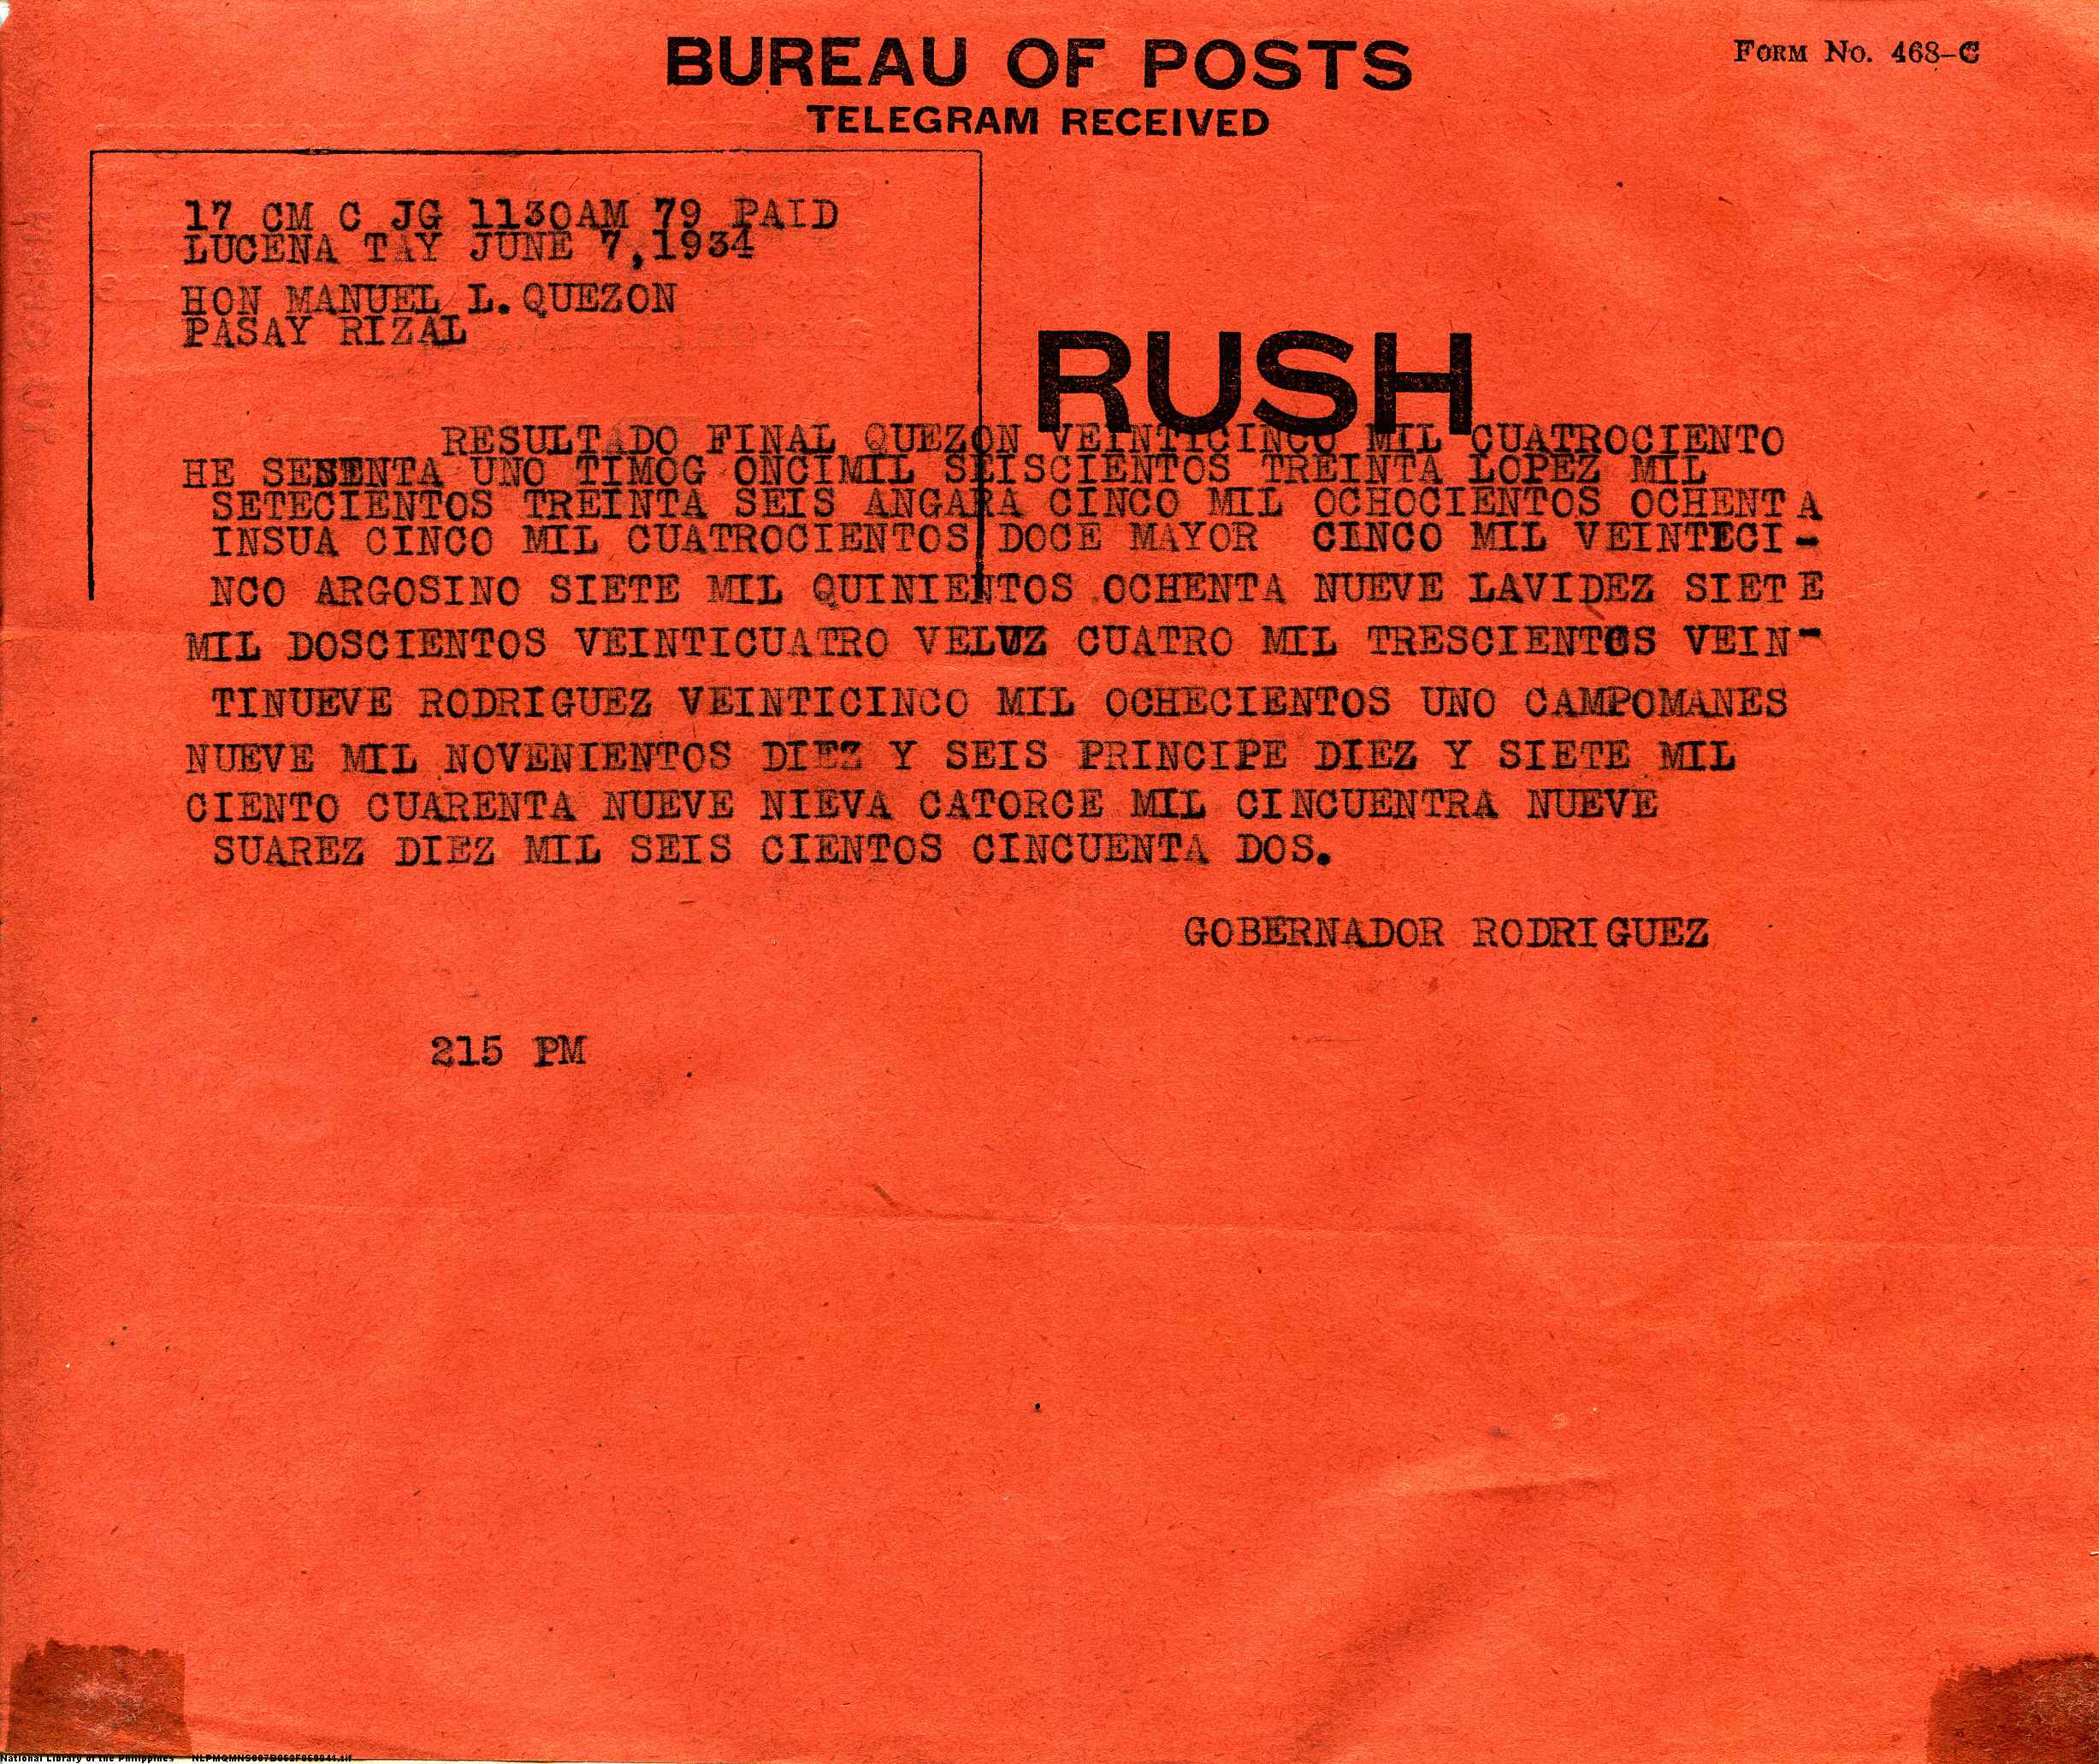 BUREAU OF POSTS
FORM NO. 468-C
TELEGRAM RECEIVED
17 CM C JG 1130AM 79 PAID
LUCENA TAY JUNE 7,1934
HON MANUEL L. QUEZON
PASAY RIZAL
RUSH
RESULTADO FINAL QUEZON VEINTICINCO MIL CUATROCIENTO
HE SESENTA UNO TIMOG ONCIMIL SEISCIENTOS TREINTA LOPEZ MIL
SETECIENTOS TREINTA SEIS ANGARA CINCO MIL OCHOCIENTOS OCHENTA
INSUA CINCO MIL CUATROCIENTOS DOCE MAYOR CINCO MIL VEINTECI-
NCO ARGOSINO SIETE MIL QUINIENTOS OCHENTA NUEVE LAVIDEZ SIETE
MIL DOSCIENTOS VEINTICUATRO VELUZ CUATRO MIL TRESCIENTOS VEIN-
TINUEVE RODRIGUEZ VEINTICINCO MIL OCHECIENTOS UNO CAMPOMANES
NUEVE MIL NOVENIENTOS DIEZ Y SEIS PRINCIPE DIEZ Y SIETE MIL
CIENTO CUARENTA NUEVE NIEVA CATORCE MIL CINCUENTRA NUEVE
SUAREZ DIEZ MIL SEIS CIENTOS CINCUENTA DOS.
GOBERNADOR RODRIGUEZ
215 PM
National Library of the Philippines